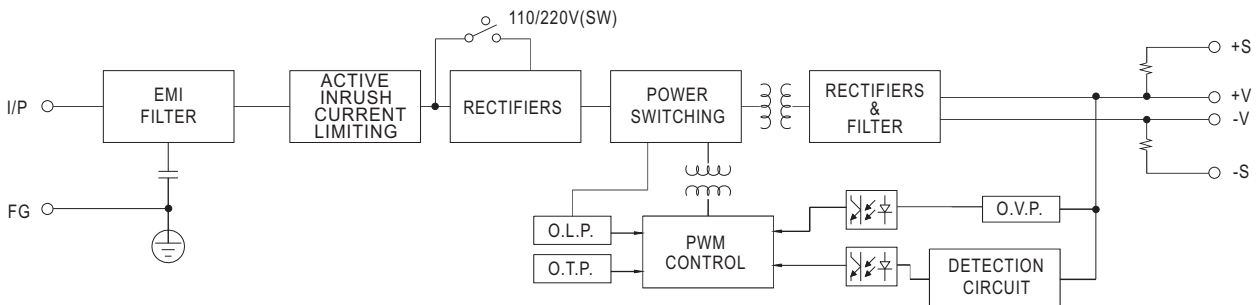 110/220V(SW)
I/P
EMI
FILTER
ACTIVE
INRUSH
CURRENT
LIMITING
RECTIFIERS
POWER
SWITCHING
RECTIFIERS
&
FILTER
+S
+V
-V
-S
FG
O.L.P.
O.T.P.
PWM
CONTROL
O.V.P.
DETECTION
CIRCUIT